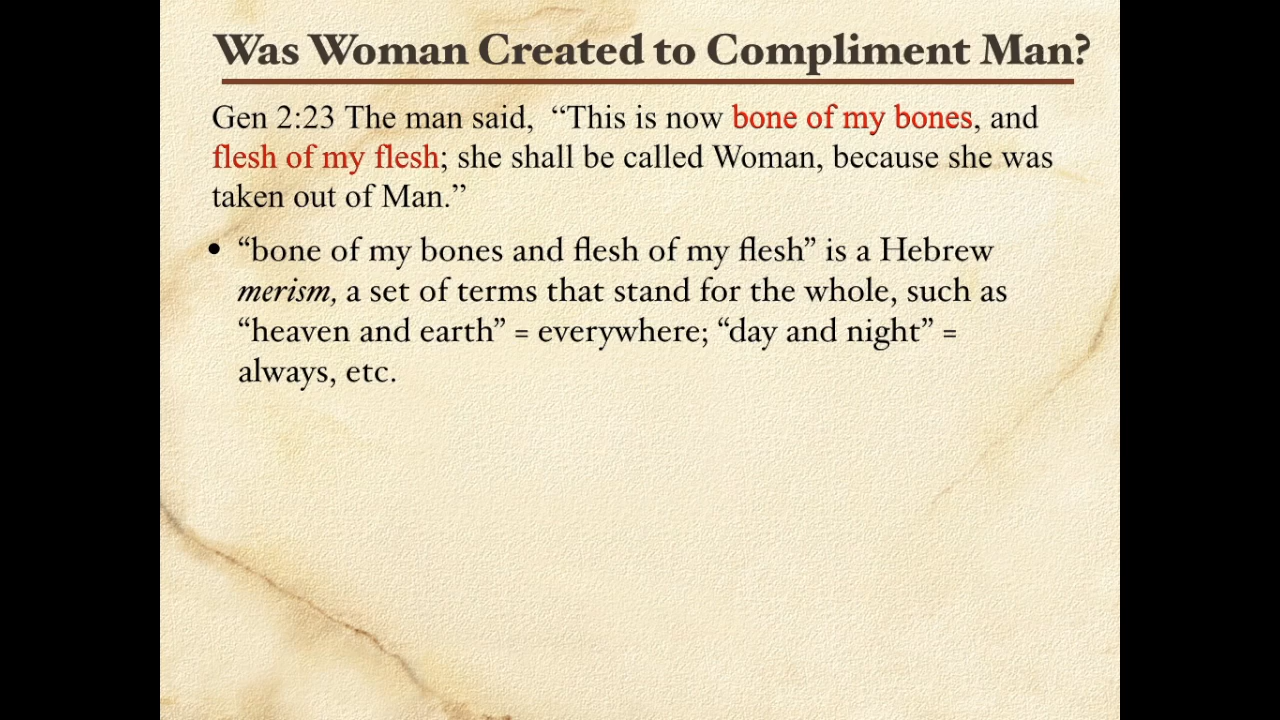 Was Woman Created to Compliment Man?
Gen 2:23 The man said, “This is now bone of my bones, and
flesh of my flesh; she shall be called Woman, because she was
taken out of Man.”
• “bone of my bones and flesh of my flesh” is a Hebrew
merism, a set of terms that stand for the whole, such as
“heaven and earth” = everywhere; “day and night” =
always, etc.